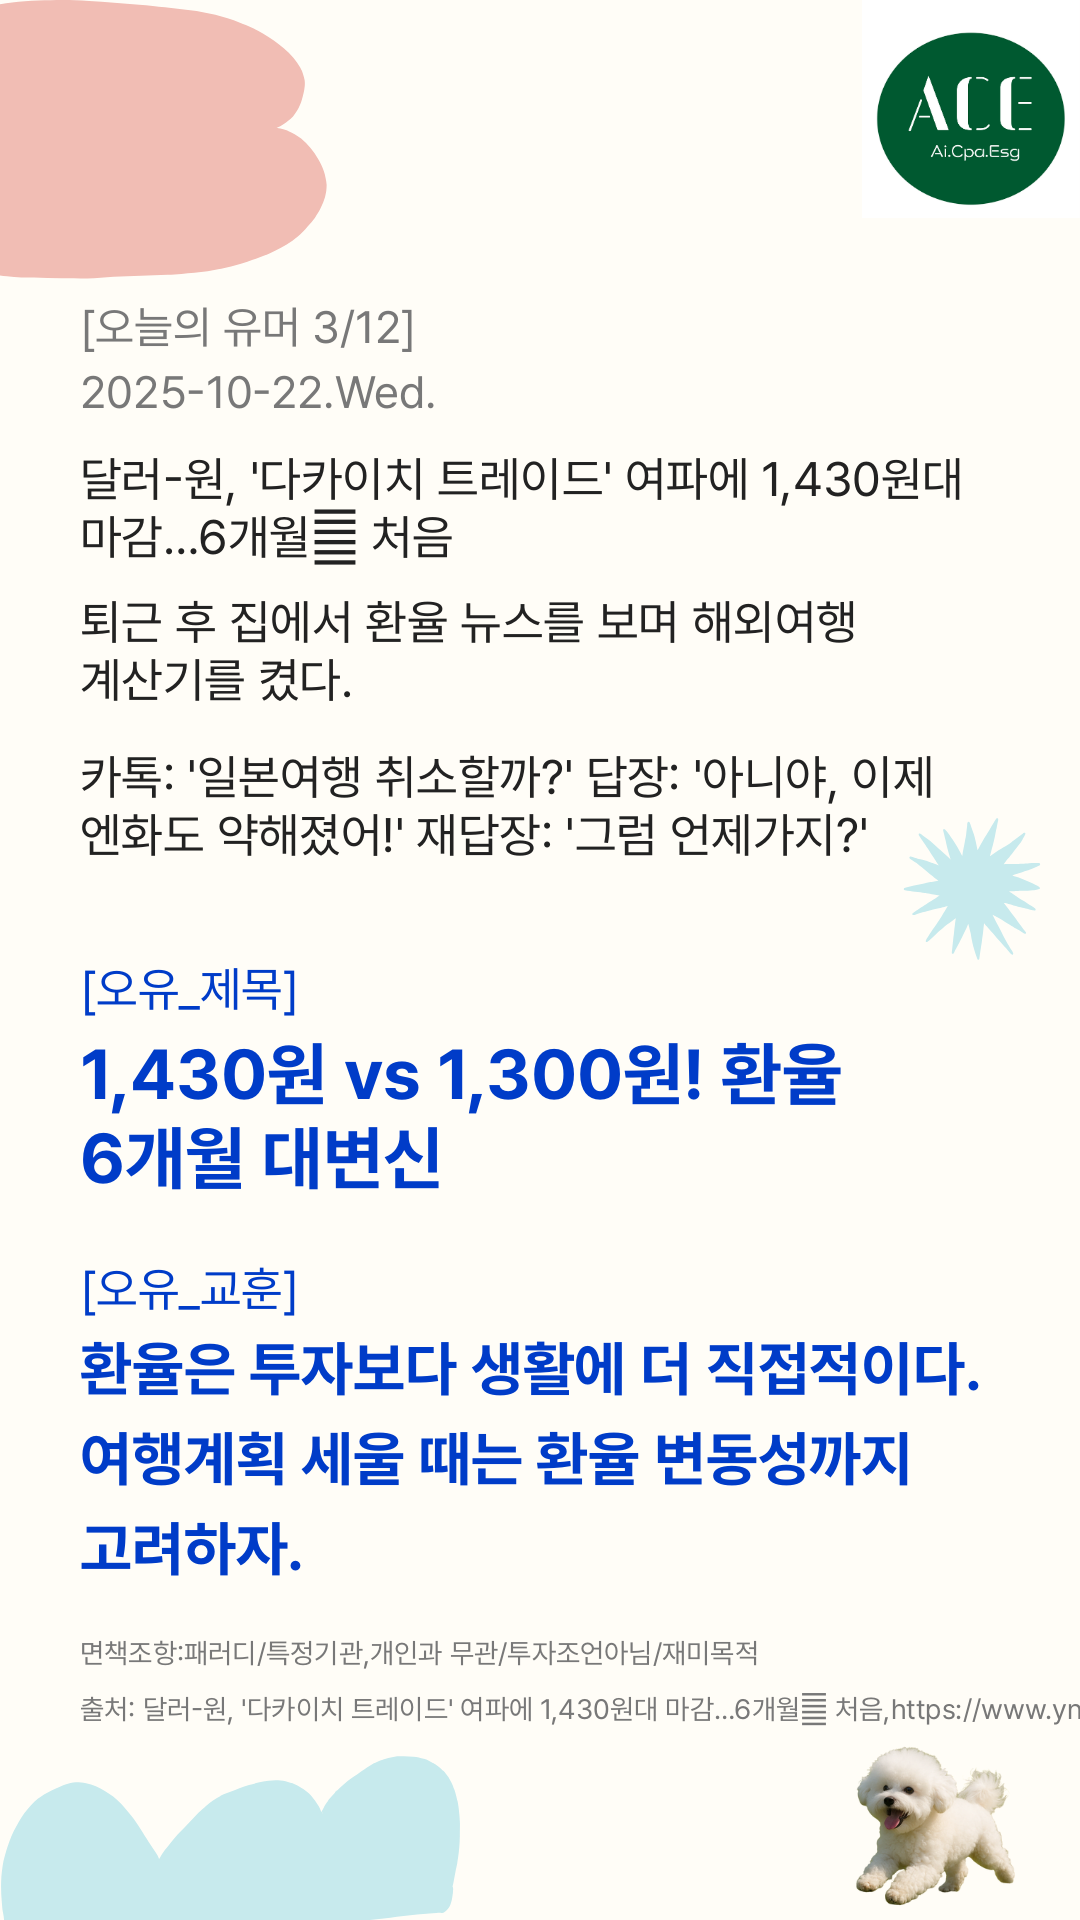 ACE
Ai.Cpa.Esg
[오늘의 유머 3/12]
2025-10-22.Wed.
달러-원, '다카이치 트레이드' 여파에 1,430원대
마감...6개월䷀ 처음
퇴근 후 집에서 환율 뉴스를 보며 해외여행
계산기를 켰다.
카톡: '일본여행 취소할까?' 답장: '아니야, 이제
엔화도 약해졌어!' 재답장: '그럼 언제가지?'
[오유_제목]
1,430원 vs 1,300원! 환율
6개월 대변신
[오유_교훈]
환율은 투자보다 생활에 더 직접적이다.
여행계획 세울 때는 환율 변동성까지
고려하자.
면책조항:패러디/특정기관,개인과 무관/투자조언아님/재미목적
출처: 달러-원, '다카이치 트레이드' 여파에 1,430원대 마감...6개월䷀ 처음,https://www.yn